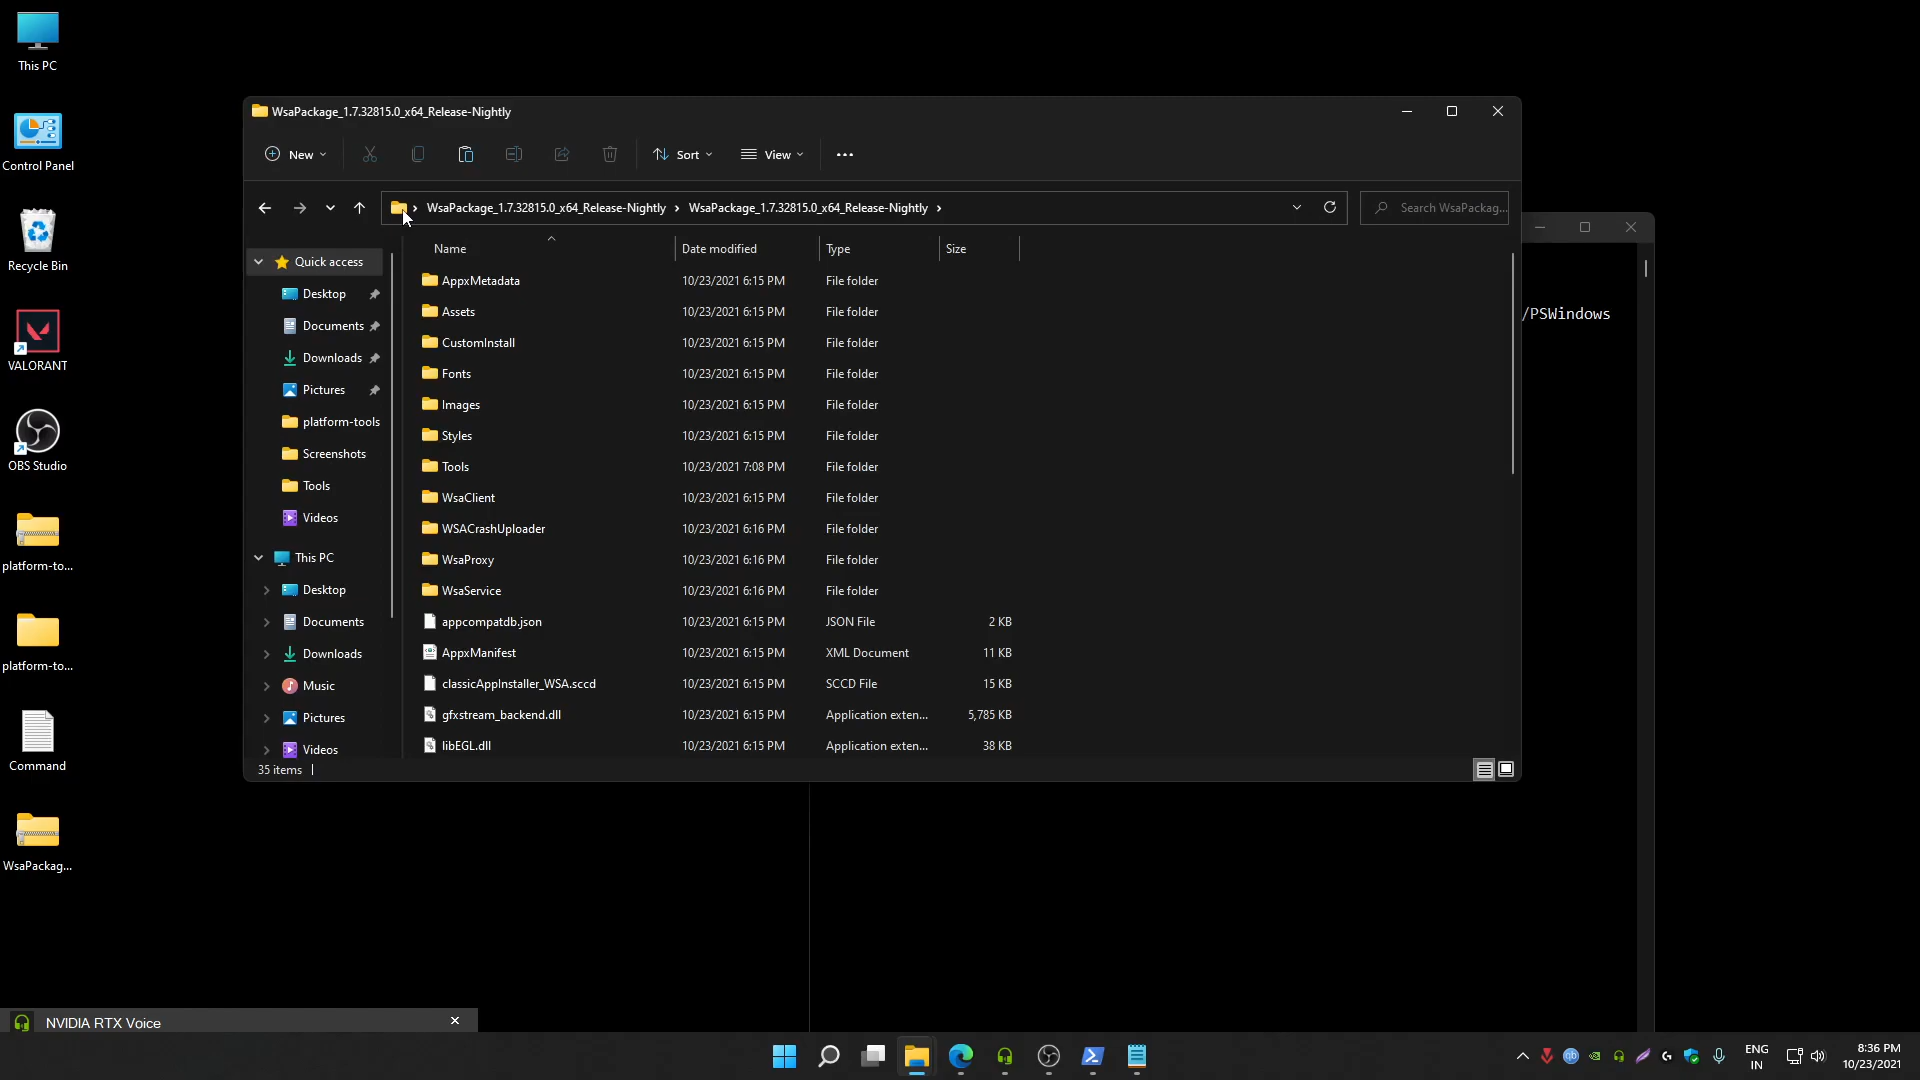 This PC
Control Panel
Recycle Bin
VALORANT
OBS Studio
platform-to...
platform-to...
Command
WsaPackag...
WsaPackage_1.7.32815.0_x64_Release-Nightly
New
Sort
View
WsaPackage_1.7.32815.0_x64_Release-Nightly > WsaPackage_1.7.32815.0_x64_Release-Nightly >
Search WsaPackag...
Quick access
Desktop
Documents
Downloads
Pictures
platform-tools
Screenshots
Tools
Videos
This PC
Desktop
Documents
Downloads
Music
Pictures
Videos
Name Date modified Type Size
AppxMetadata 10/23/2021 6:15 PM File folder
Assets 10/23/2021 6:15 PM File folder
CustomInstall 10/23/2021 6:15 PM File folder
Fonts 10/23/2021 6:15 PM File folder
Images 10/23/2021 6:15 PM File folder
Styles 10/23/2021 6:15 PM File folder
Tools 10/23/2021 7:08 PM File folder
WsaClient 10/23/2021 6:15 PM File folder
WSACrashUploader 10/23/2021 6:16 PM File folder
WsaProxy 10/23/2021 6:16 PM File folder
WsaService 10/23/2021 6:16 PM File folder
appcompatdb.json 10/23/2021 6:15 PM JSON File 2 KB
AppxManifest 10/23/2021 6:15 PM XML Document 11 KB
classicAppInstaller_WSA.sccd 10/23/2021 6:15 PM SCCD File 15 KB
gfxstream_backend.dll 10/23/2021 6:15 PM Application exten... 5,785 KB
libEGL.dll 10/23/2021 6:15 PM Application exten... 38 KB
35 items
/PSWindows
NVIDIA RTX Voice
ENG
IN
8:36 PM
10/23/2021